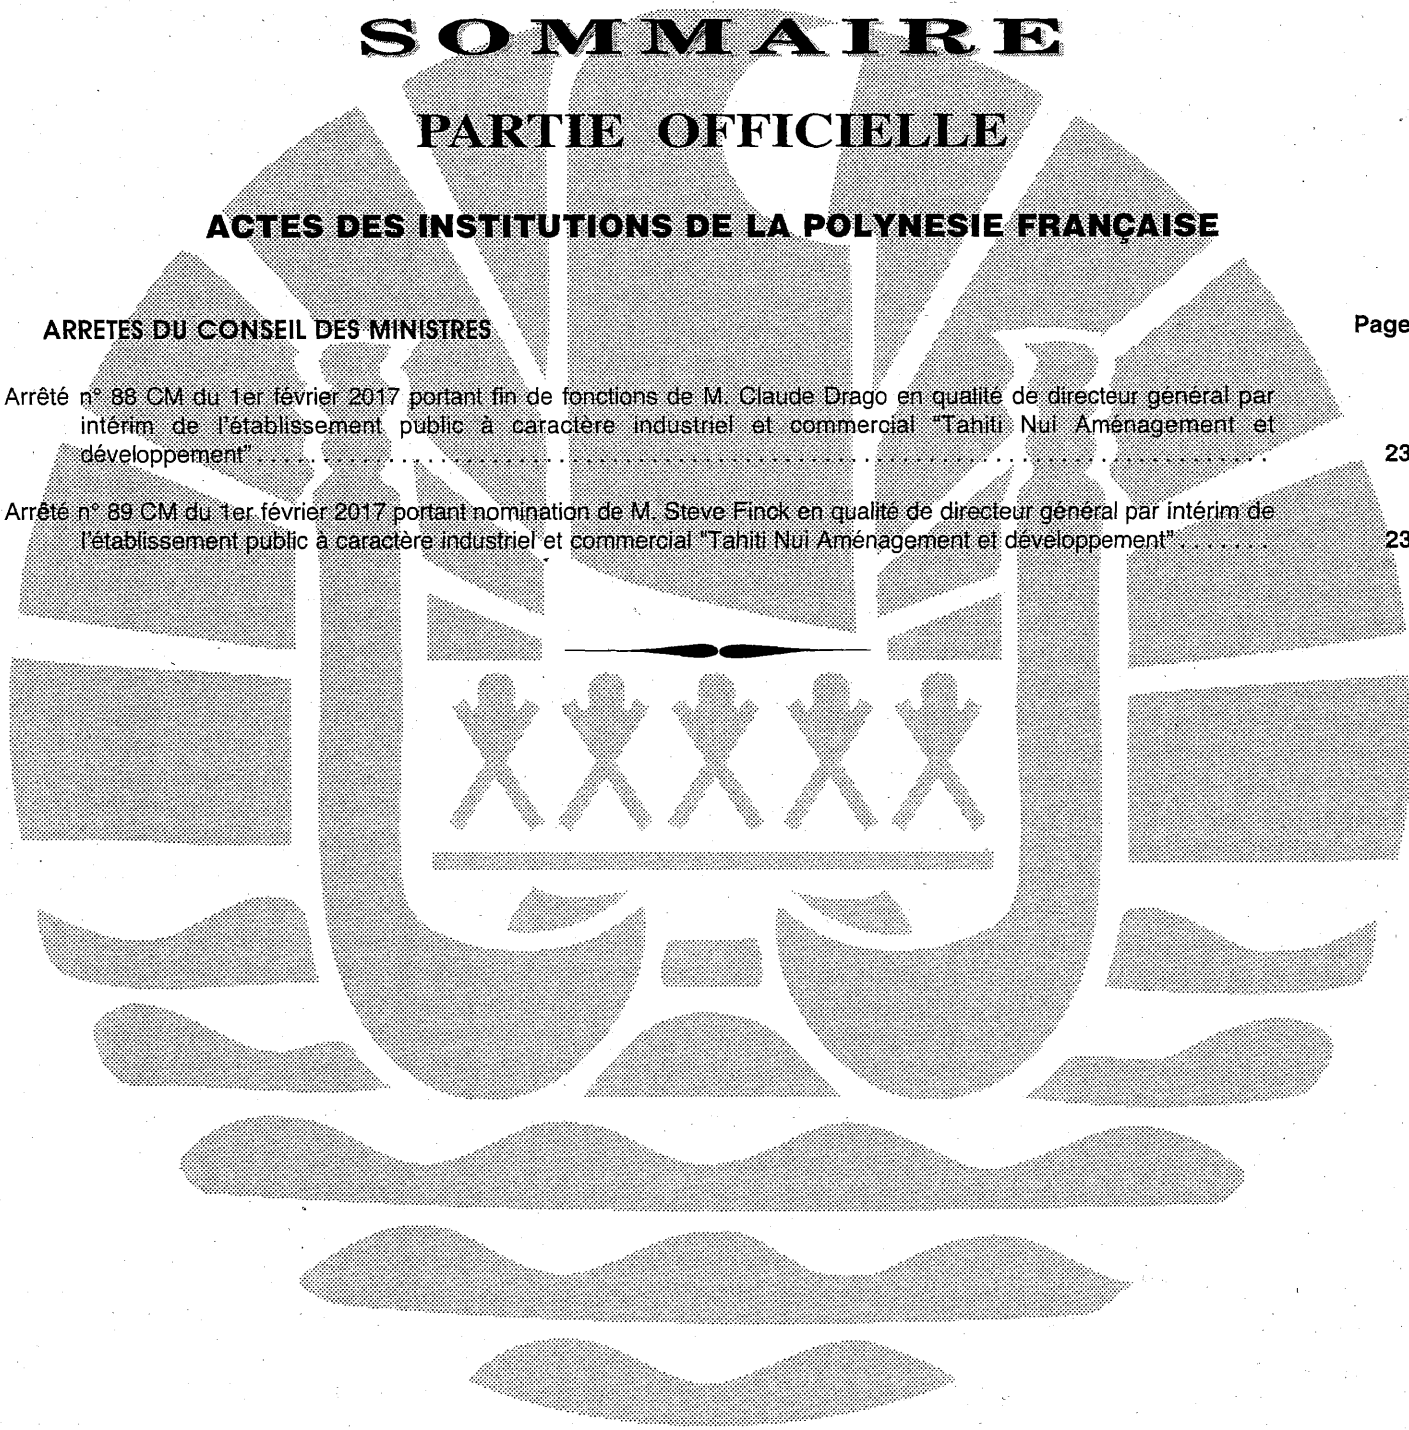 SOMMAIRE
PARTIE OFFICIELLE
ACTES DES INSTITUTIONS DE LA POLYNESIE FRANÇAISE
ARRETES DU CONSEIL DES MINISTRES Page
Arrêté n° 88 CM du 1er février 2017 portant fin de fonctions de M. Claude Drago en qualité de directeur général par
intérim de l'établissement public à caractère industriel et commercial "Tahiti Nui Aménagement et
développement" . . . . . . . . . . . . . . . . . . . . . . . . . . . . . . . . . . . . . . . . . . . . . . . . . . . . . . . . . . . . . . . . . . . . . . . . . . . . . 23
Arrêté n° 89 CM du 1er février 2017 portant nomination de M. Steve Finck en qualité de directeur général par intérim de
l'établissement public à caractère industriel et commercial "Tahiti Nui Aménagement et développement" . . . . . . . 23